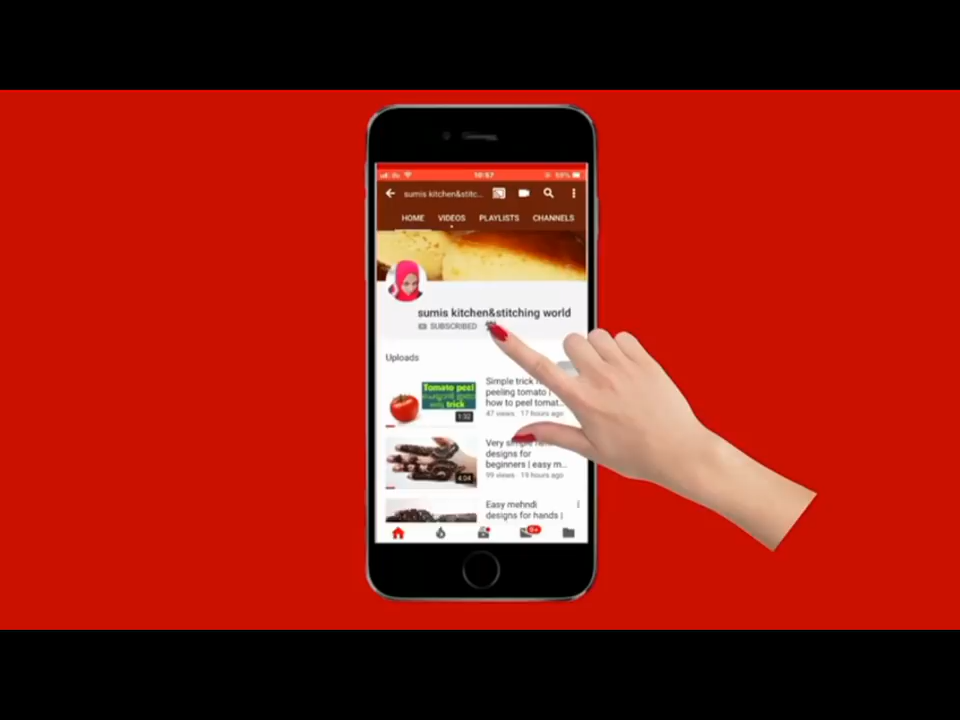 10:57
sumis kitchen&stitc...
HOME VIDEOS PLAYLISTS CHANNELS
sumis kitchen&stitching world
SUBSCRIBED
Uploads
Tomato peel
trick
1:32
Simple trick
peeling tomato |
how to peel tomat...
47 views · 17 hours ago
4:04
Very
designs for
beginners | easy m...
99 views · 19 hours ago
Easy mehndi
designs for hands |